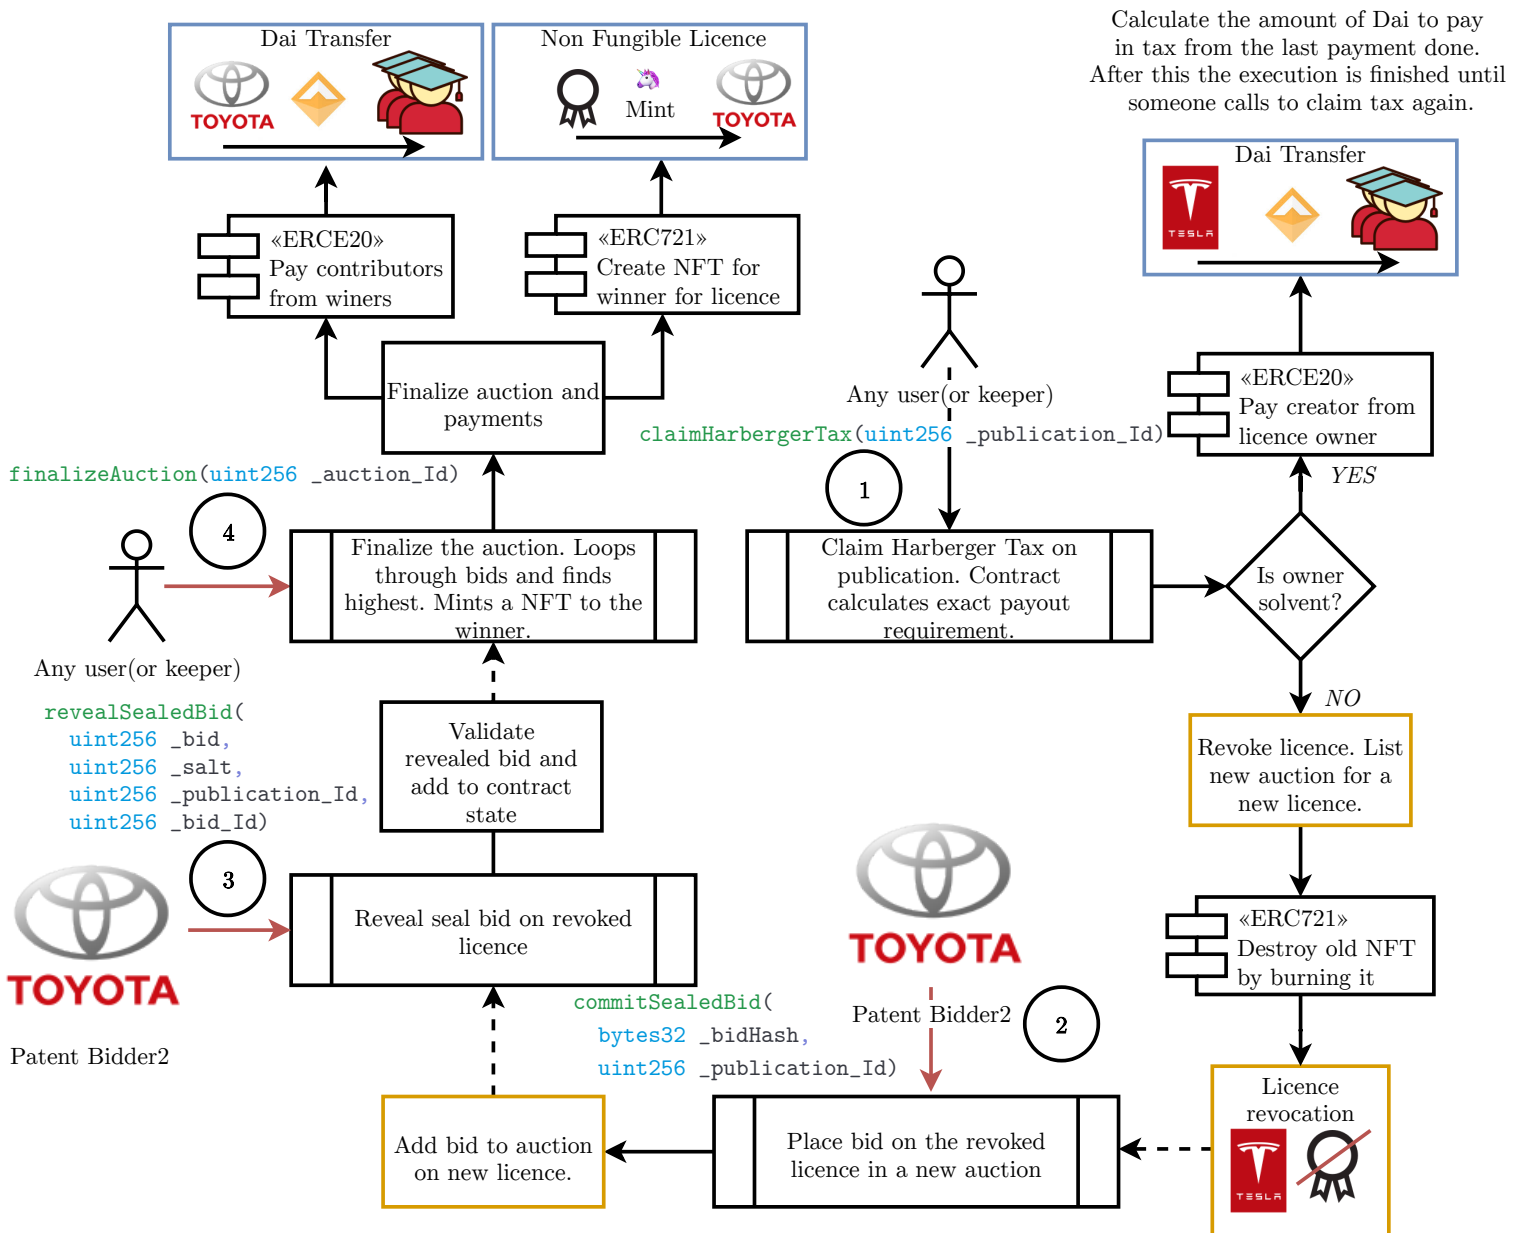 Dai Transfer
TOYOTA
Non Fungible Licence
Mint
TOYOTA
Calculate the amount of Dai to pay
in tax from the last payment done.
After this the execution is finished until
someone calls to claim tax again.
Dai Transfer
TESLA
«ERCE20»
Pay contributors
from winers
«ERC721»
Create NFT for
winner for licence
Finalize auction and
payments
Any user(or keeper)
claimHarbergerTax(uint256 _publication_Id)
1
«ERCE20»
Pay creator from
licence owner
YES
finalizeAuction(uint256 _auction_Id)
4
Finalize the auction. Loops
through bids and finds
highest. Mints a NFT to the
winner.
Any user(or keeper)
Claim Harberger Tax on
publication. Contract
calculates exact payout
requirement.
Is owner
solvent?
NO
revealSealedBid(
uint256 _bid,
uint256 _salt,
uint256 _publication_Id,
uint256 _bid_Id)
Validate
revealed bid and
add to contract
state
Revoke licence. List
new auction for a
new licence.
3
TOYOTA
Patent Bidder2
Reveal seal bid on revoked
licence
TOYOTA
Patent Bidder2
2
commitSealedBid(
bytes32 _bidHash,
uint256 _publication_Id)
«ERC721»
Destroy old NFT
by burning it
Add bid to auction
on new licence.
Place bid on the revoked
licence in a new auction
Licence
revocation
TESLA